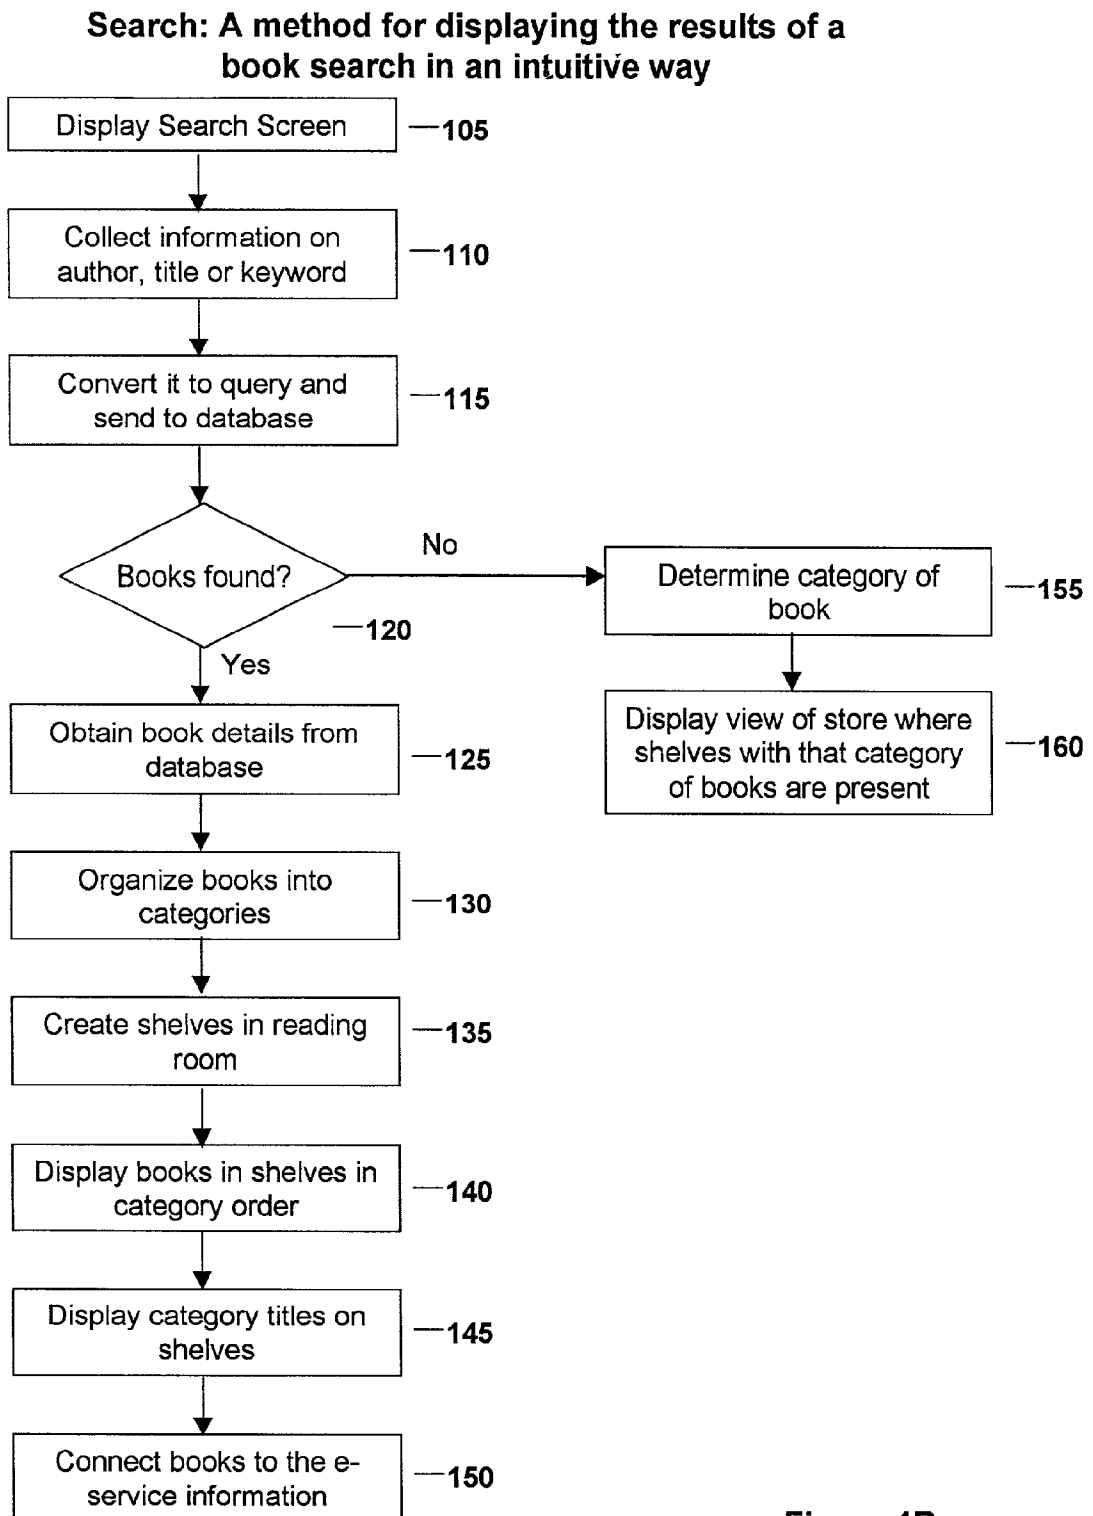 Search: A method for displaying the results of a
book search in an intuitive way
Display Search Screen
105
Collect information on
author, title or keyword
110
Convert it to query and
send to database
115
Books found?
120
No
Yes
Determine category of
book
155
Display view of store where
shelves with that category
of books are present
160
Obtain book details from
database
125
Organize books into
categories
130
Create shelves in reading
room
135
Display books in shelves in
category order
140
Display category titles on
shelves
145
Connect books to the e-
service information
150